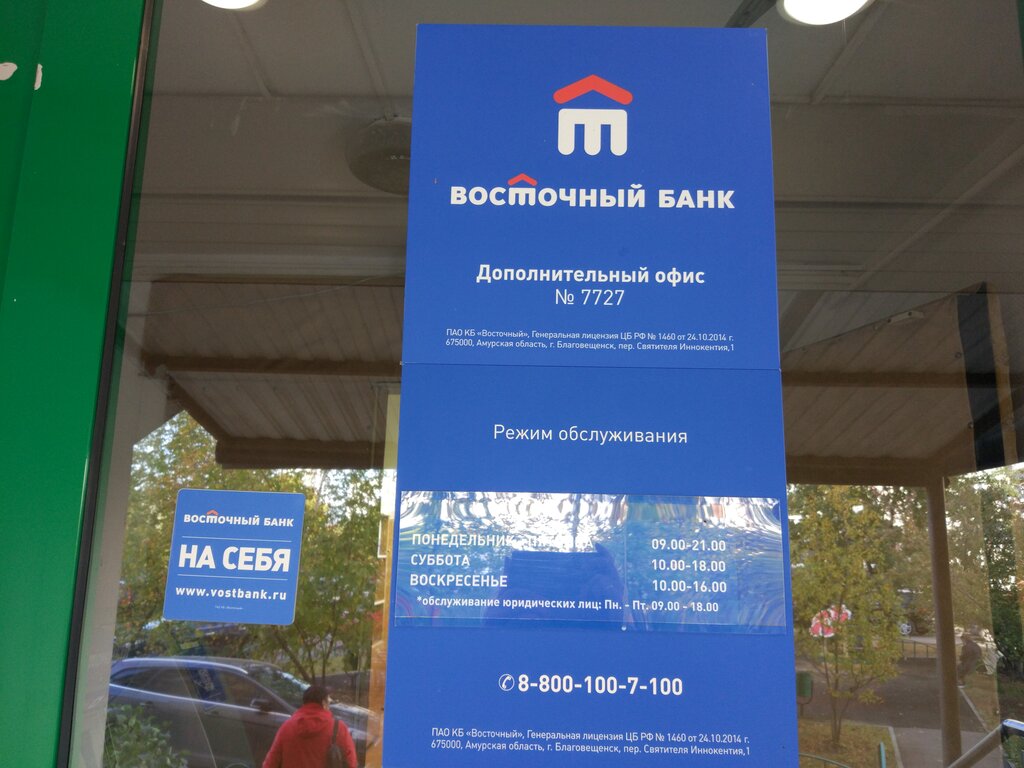 ВОСТОЧНЫЙ БАНК
Дополнительный офис
№ 7727
ПАО КБ «Восточный», Генеральная лицензия ЦБ РФ № 1460 от 24.10.2014 г.
675000, Амурская область, г. Благовещенск, пер. Святителя Иннокентия,1
Режим обслуживания
ПОНЕДЕЛЬНИК - ПЯТНИЦА 09.00-21.00
СУББОТА 10.00-18.00
ВОСКРЕСЕНЬЕ 10.00-16.00
*обслуживание юридических лиц: Пн. - Пт. 09.00 - 18.00
8-800-100-7-100
ПАО КБ «Восточный», Генеральная лицензия ЦБ РФ № 1460 от 24.10.2014 г.
675000, Амурская область, г. Благовещенск, пер. Святителя Иннокентия,1
ВОСТОЧНЫЙ БАНК
НА СЕБЯ
www.vostbank.ru